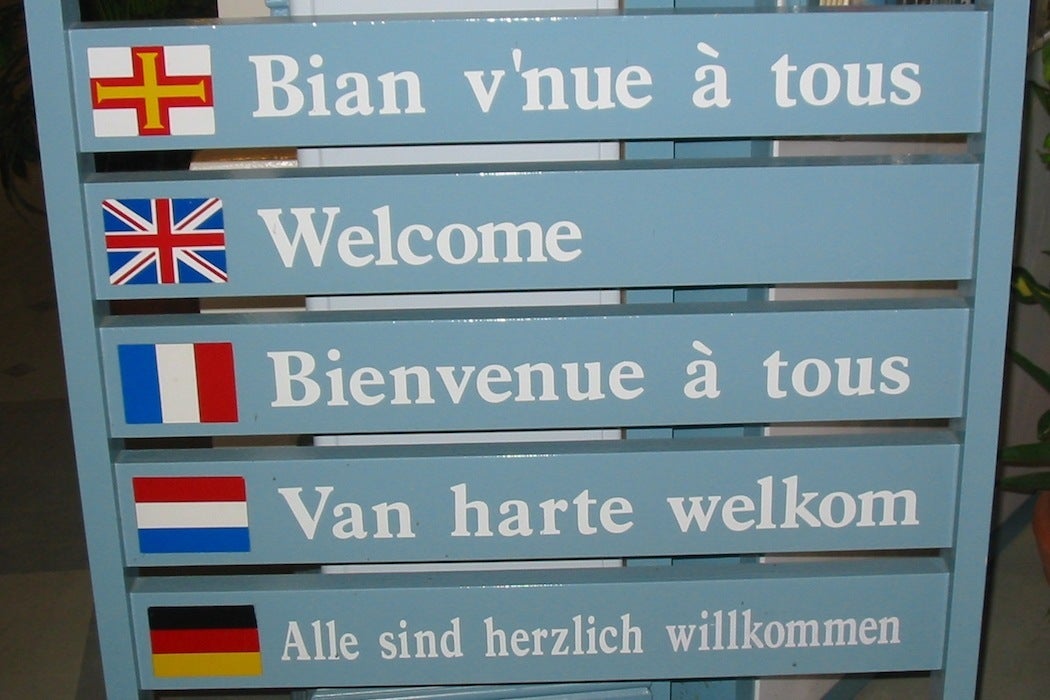 Bian v'nue à tous
Welcome
Bienvenue à tous
Van harte welkom
Alle sind herzlich willkommen